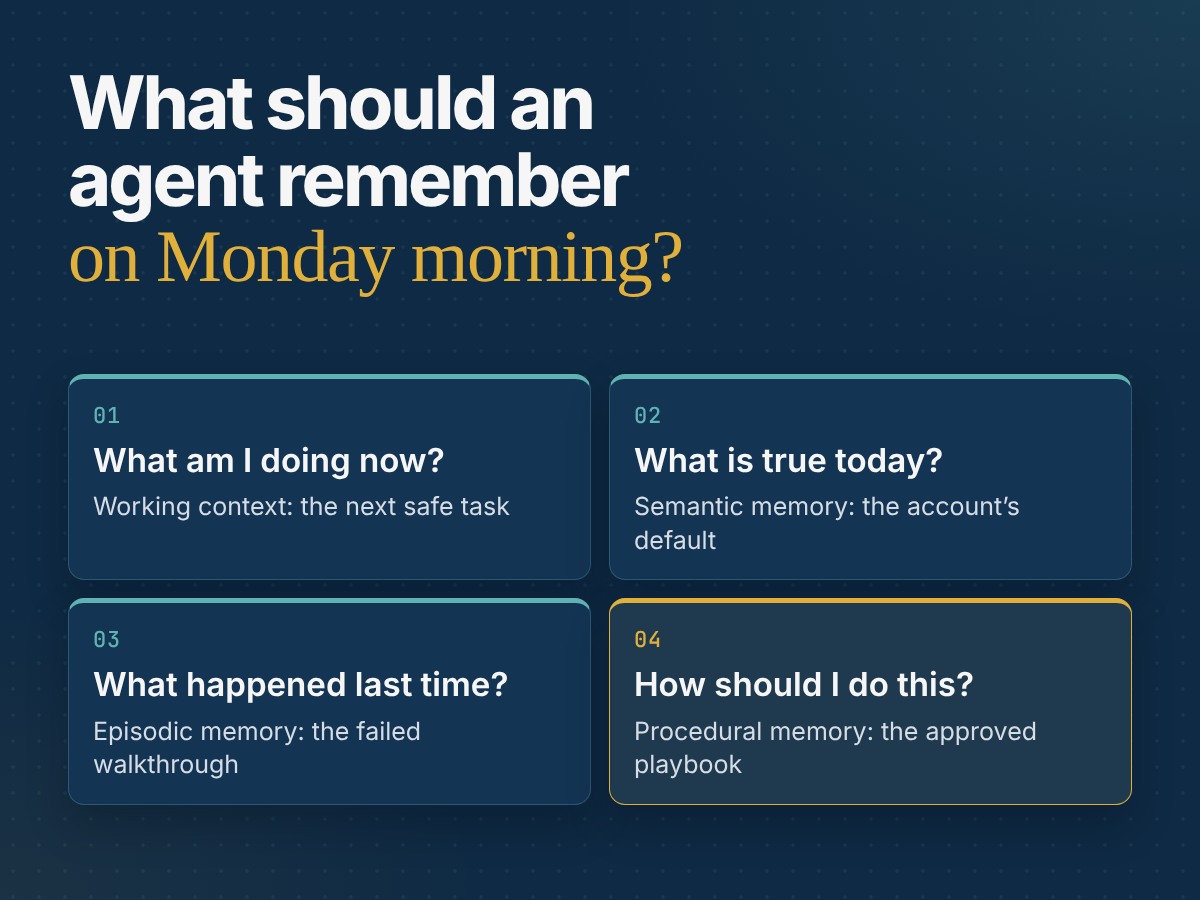 What should an
agent remember
on Monday morning?
01
What am I doing now?
Working context: the next safe task
02
What is true today?
Semantic memory: the account’s
default
03
What happened last time?
Episodic memory: the failed
walkthrough
04
How should I do this?
Procedural memory: the approved
playbook